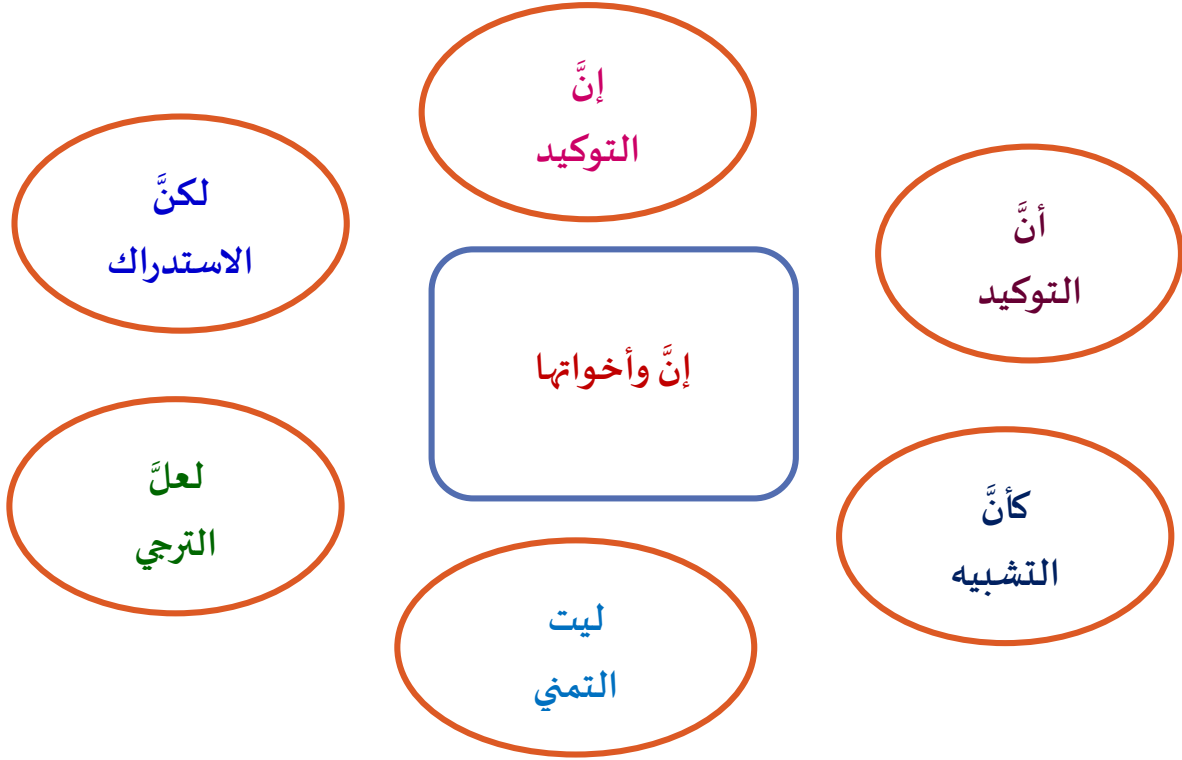 إنَّ
التوكيد
أنَّ
التوكيد
لكنَّ
الاستدراك
إنَّ وأخواتها
كأنَّ
التشبيه
لعلَّ
الترجي
ليت
التمني